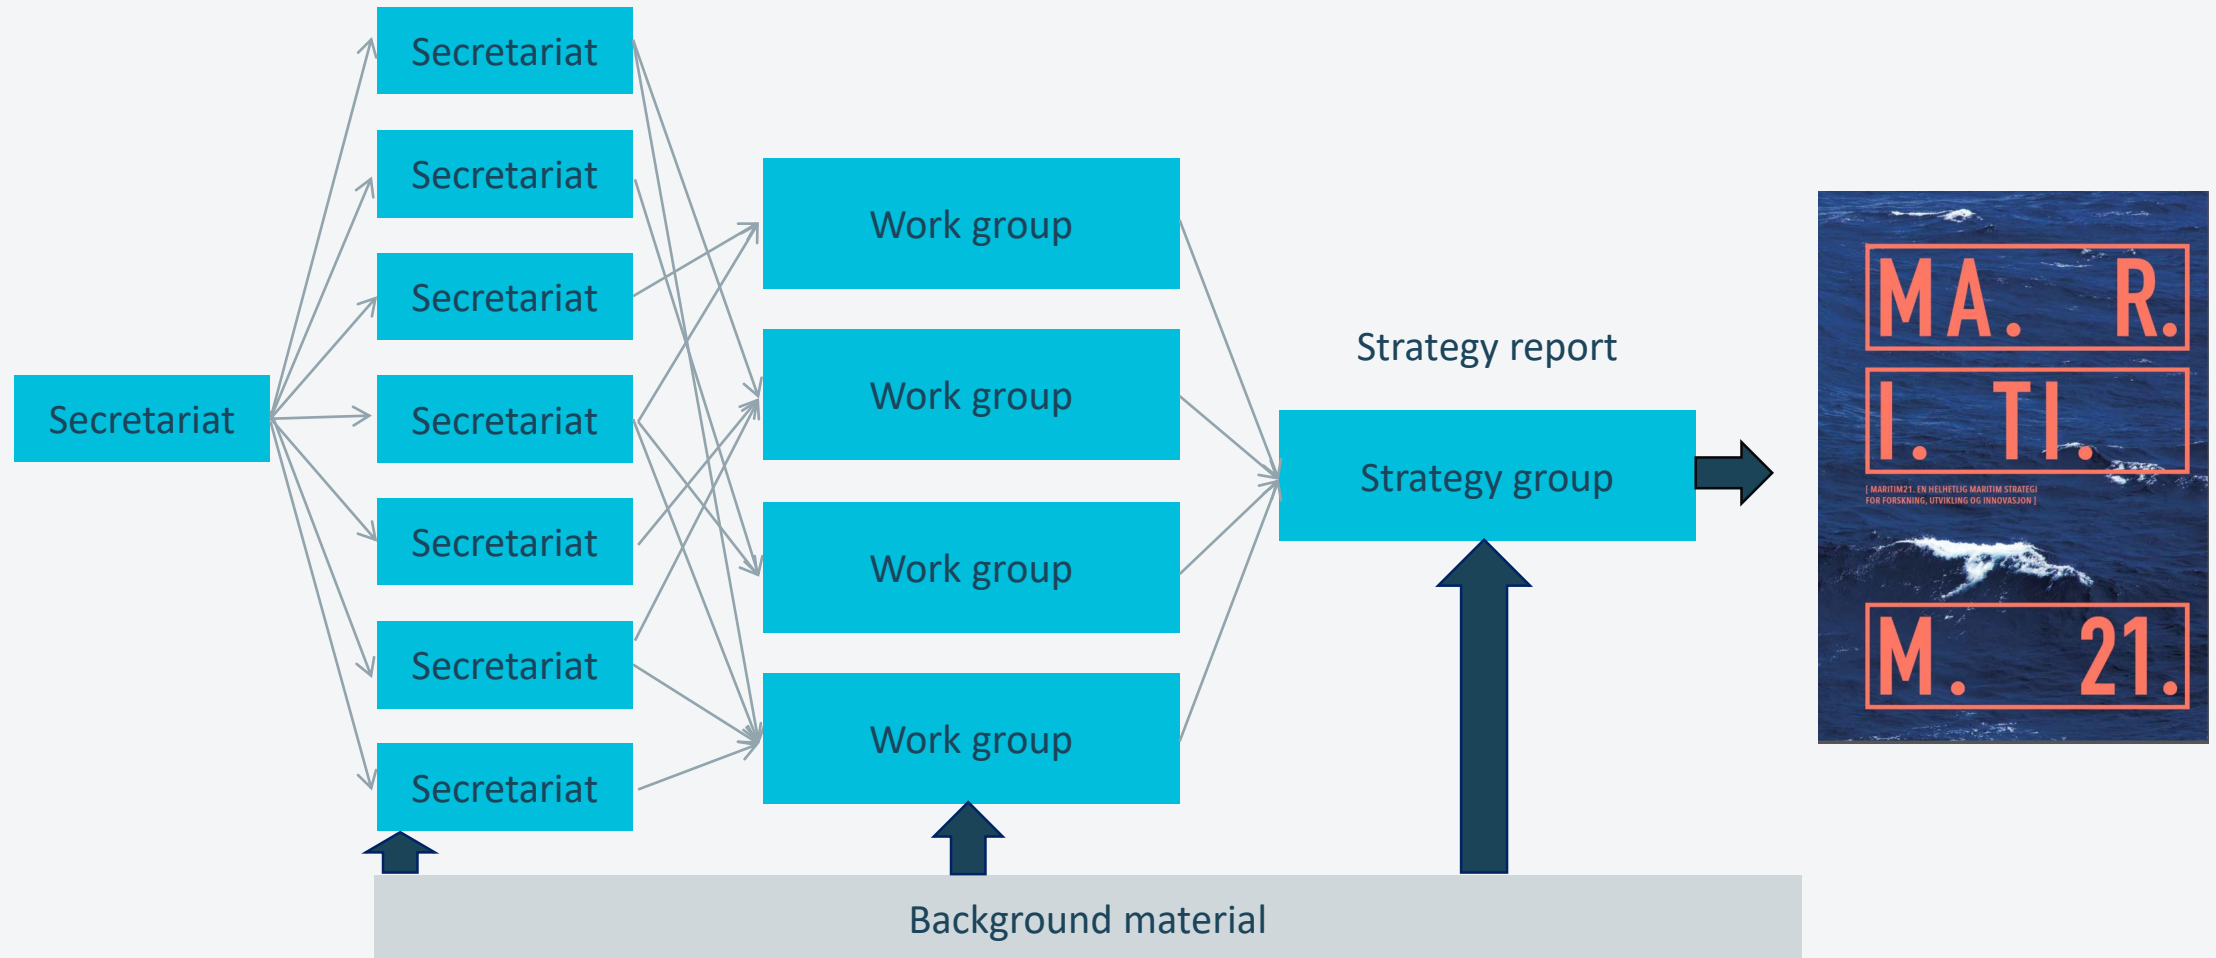 Secretariat
Secretariat
Secretariat
Secretariat
Secretariat
Secretariat
Secretariat
Secretariat
Work group
Work group
Work group
Work group
Strategy report
Strategy group
Background material
MA. R.
I. TI.
[ MARITIM21. EN HELHETLIG MARITIM STRATEGI
FOR FORSKNING, UTVIKLING OG INNOVASJON ]
M. 21.